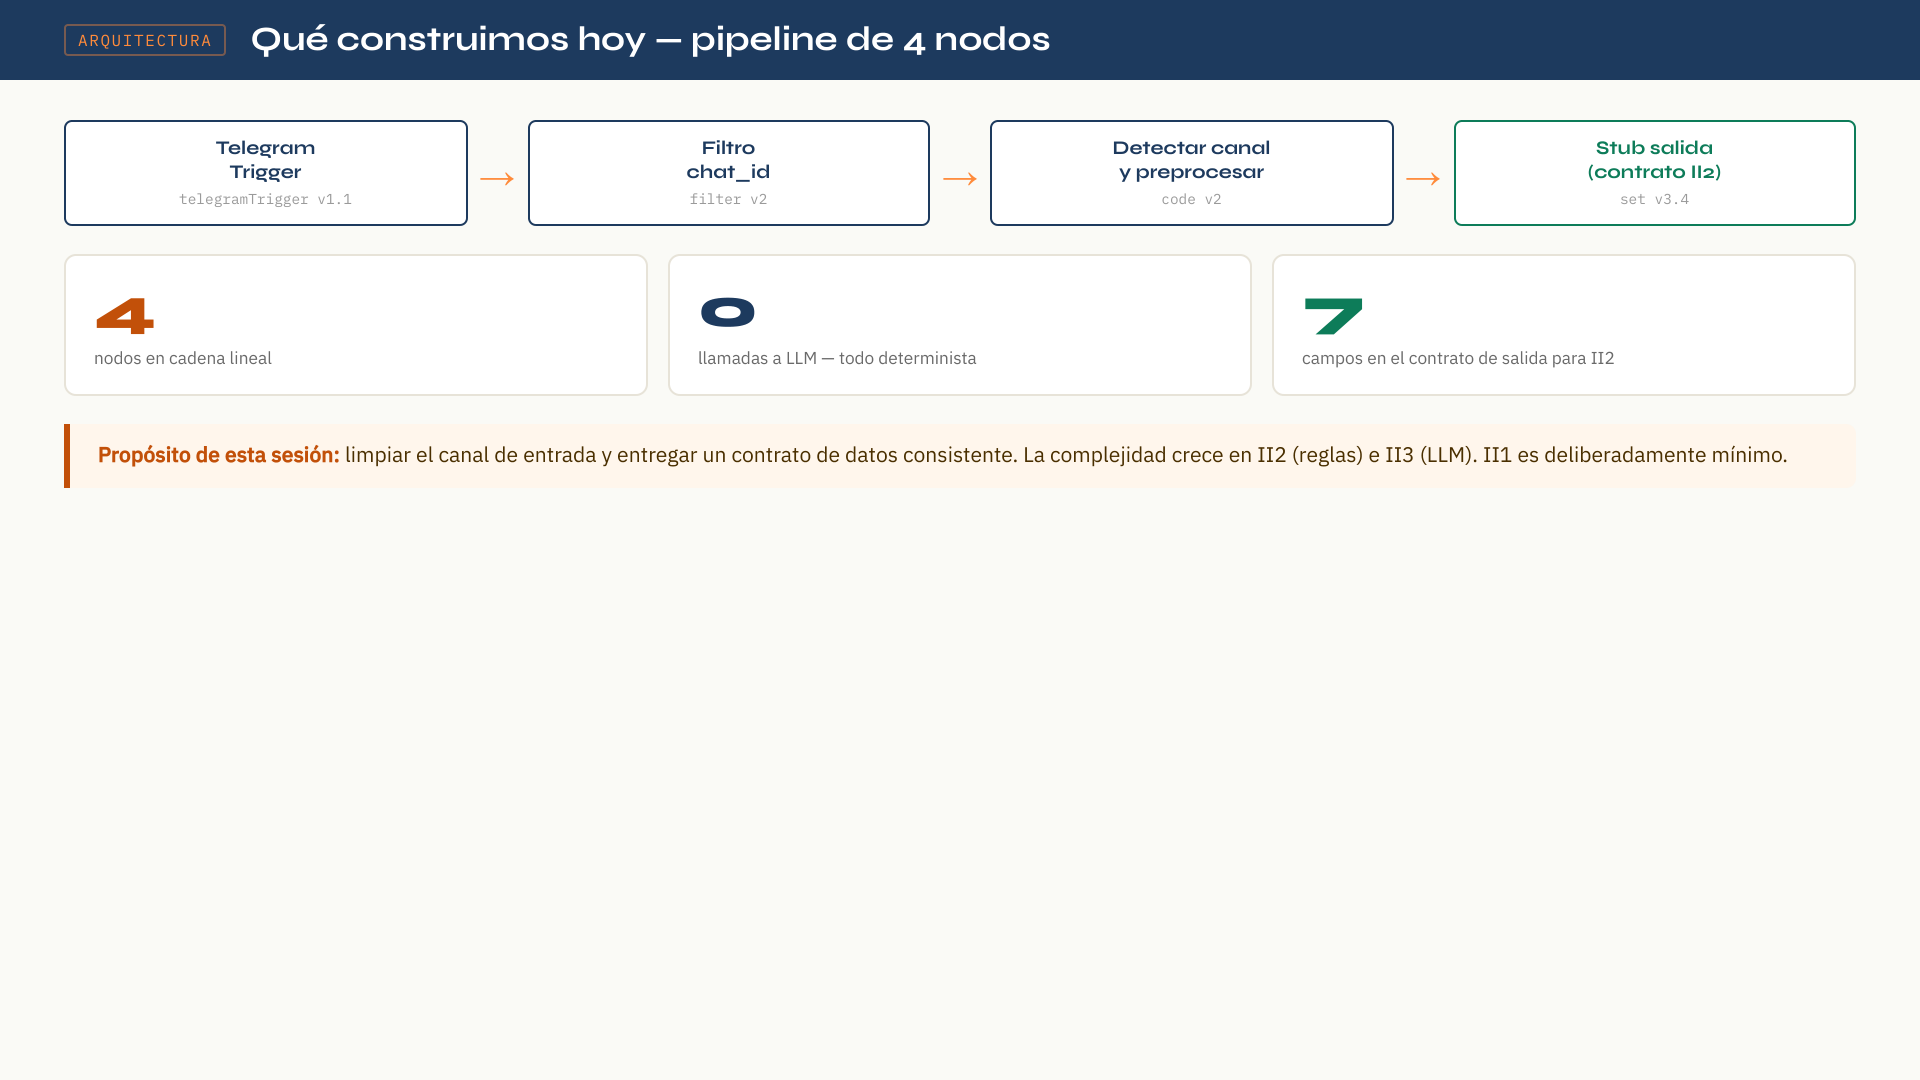 ARQUITECTURA
Qué construimos hoy — pipeline de 4 nodos
Telegram
Trigger
telegramTrigger v1.1
→
Filtro
chat_id
filter v2
→
Detectar canal
y preprocesar
code v2
→
Stub salida
(contrato II2)
set v3.4
4
nodos en cadena lineal
0
llamadas a LLM — todo determinista
7
campos en el contrato de salida para II2
Propósito de esta sesión: limpiar el canal de entrada y entregar un contrato de datos consistente. La complejidad crece en II2 (reglas) e II3 (LLM). II1 es deliberadamente mínimo.